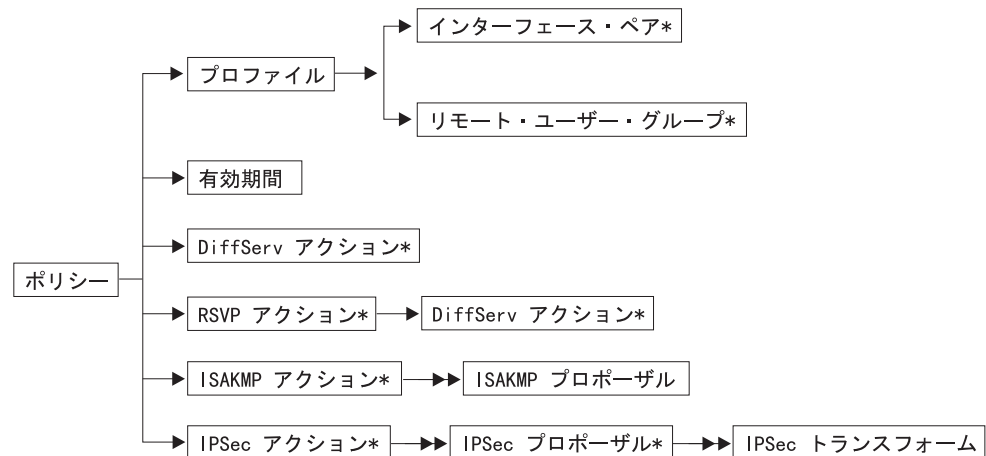 インターフェース・ペア*
プロファイル
リモート・ユーザー・グループ*
有効期間
DiffServ アクション*
ポリシー
RSVP アクション*
DiffServ アクション*
ISAKMP アクション*
ISAKMP プロポーザル
IPSec アクション*
IPSec プロポーザル*
IPSec トランスフォーム